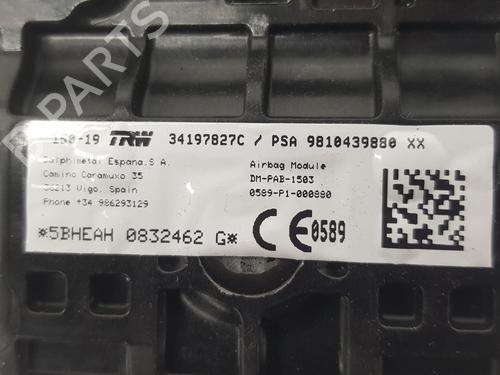 B PARTS
150-19 TRW 34197827C / PSA 9810439880 XX
Dalphimetal Espana,S.A.
Camino Caramuxo 35
36213 Vigo. Spain
Phone +34 986293129
Airbag Module
DM-PAB-1503
0589-P1-000880
*5BHEAH 0832462 G*
CE 0589